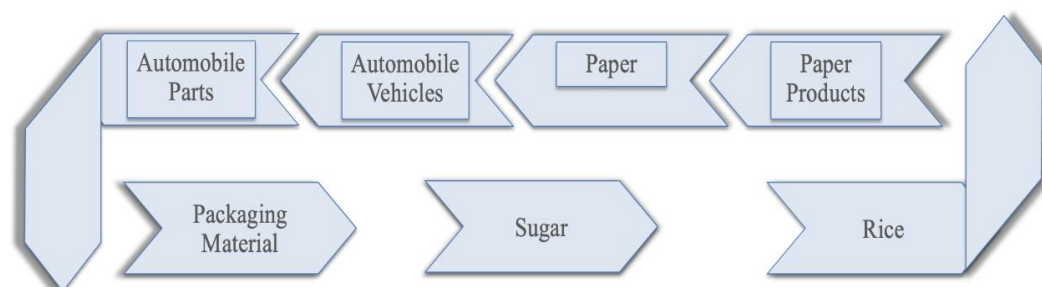 Automobile
Parts
Automobile
Vehicles
Paper
Paper
Products
Packaging
Material
Sugar
Rice